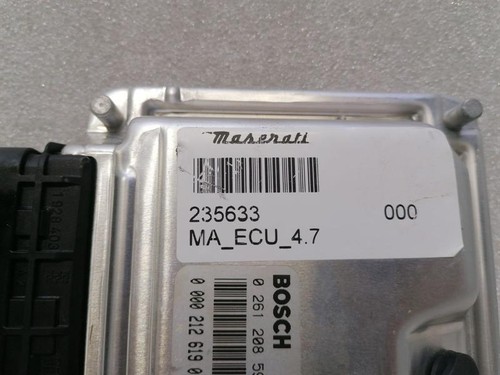 Maserati
235633 000
MA_ECU_4.7
BOSCH
0 261 208
0 000 212 619